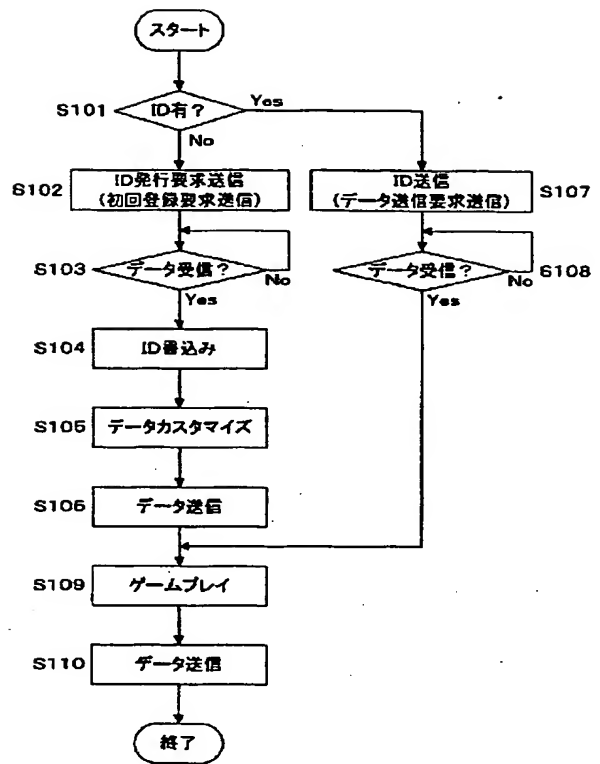 スタート
S101
ID有?
Yes
No
S102
ID発行要求送信
(初回登録要求送信)
ID送信
(データ送信要求送信)
S107
S103
データ受信?
No
Yes
データ受信?
No
S108
Yes
S104
ID書込み
S105
データカスタマイズ
S106
データ送信
S109
ゲームプレイ
S110
データ送信
終了